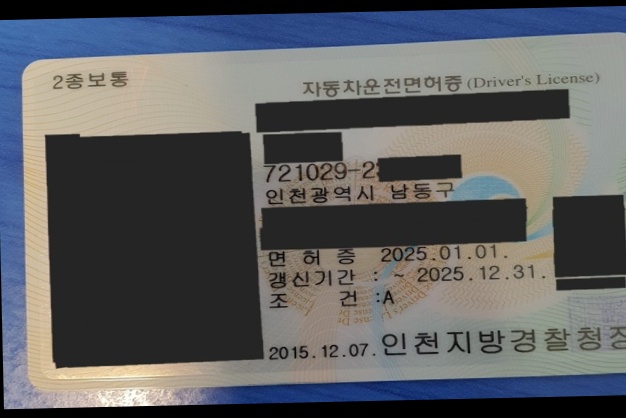 2종보통
자동차운전면허증 (Driver's License)
721029-2
인천광역시 남동구
면 허 증 2025.01.01.
갱신기간 : ~ 2025.12.31.
조 건 :A
2015.12.07. 인천지방경찰청장